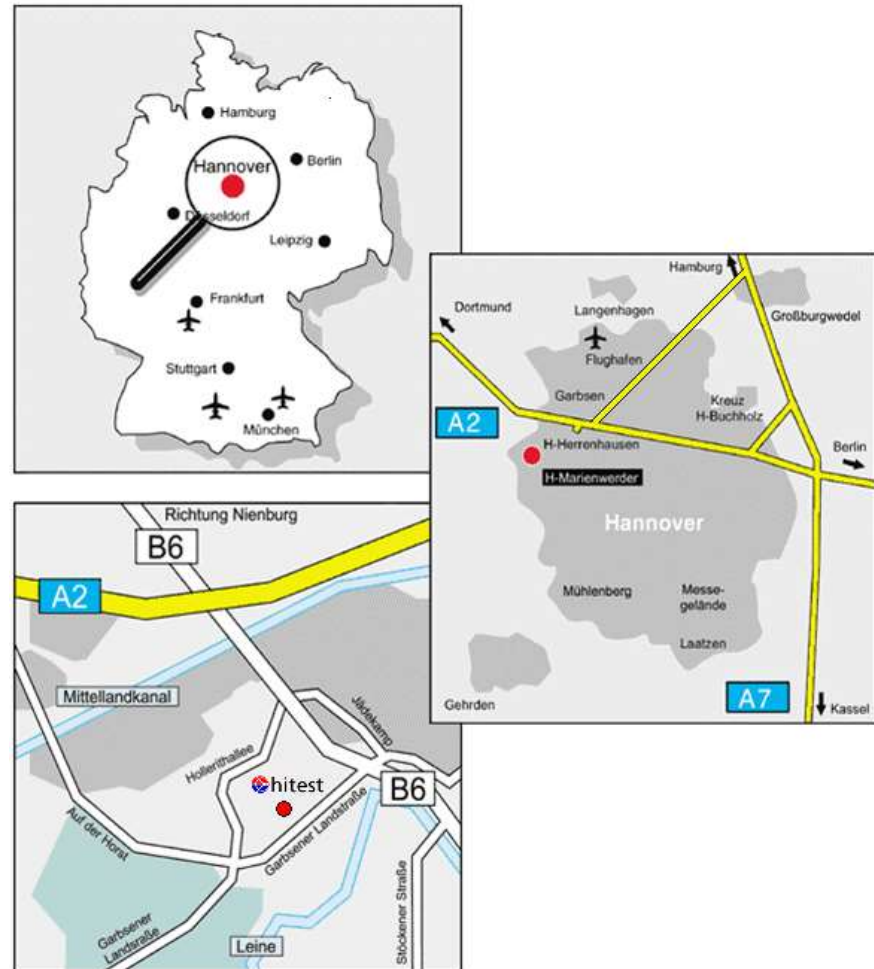 Hamburg
Hannover
Berlin
Düsseldorf
Leipzig
Frankfurt
Stuttgart
München
Hamburg
Dortmund
Langenhagen
Großburgwedel
Flughafen
Garbsen
Kreuz
H-Buchholz
A2
H-Herrenhausen
Berlin
H-Marienwerder
Hannover
Mühlenberg
Messe-
gelände
Laatzen
Gehrden
A7
Kassel
Richtung Nienburg
B6
A2
Mittellandkanal
Jädekamp
Hollerithallee
hitest
B6
Auf der Horst
Garbsener Landstraße
Garbsener
Landsraße
Leine
Stöckener Straße